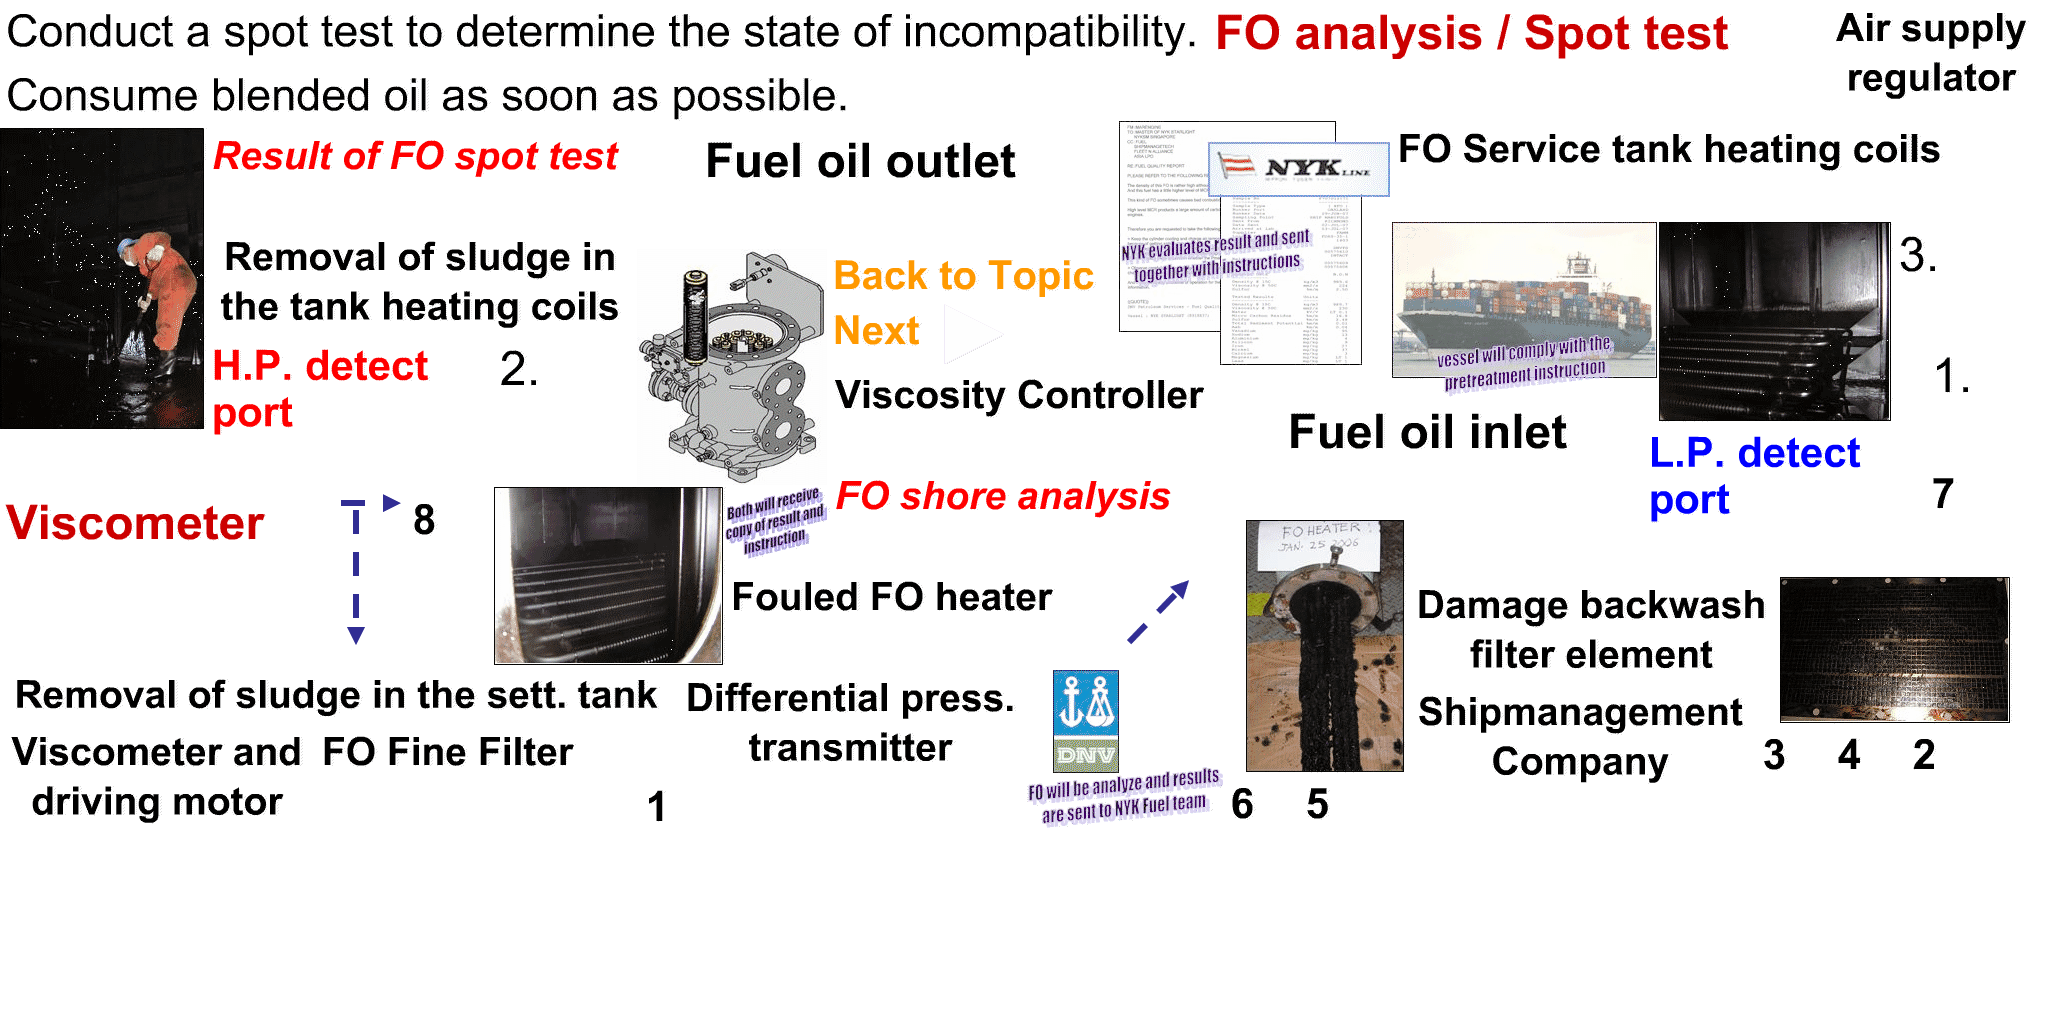 Conduct a spot test to determine the state of incompatibility.
FO analysis / Spot test
Air supply
regulator
Consume blended oil as soon as possible.
Result of FO spot test
Fuel oil outlet
NYK LINE
FO Service tank heating coils
NYK evaluates result and sent
together with instructions
Removal of sludge in
the tank heating coils
Back to Topic
Next
3.
vessel will comply with the
pretreatment instruction
H.P. detect
port
2.
Viscosity Controller
1.
Fuel oil inlet
L.P. detect
port
Viscometer
8
Both will receive
copy of result and
instruction
FO shore analysis
7
FO HEATER
JAN. 25 2006
Fouled FO heater
Damage backwash
filter element
Removal of sludge in the sett. tank
Differential press.
transmitter
DNV
Shipmanagement
Company
3
4
2
Viscometer and FO Fine Filter
driving motor
1
FO will be analyze and results
are sent to NYK Fuel team
6
5